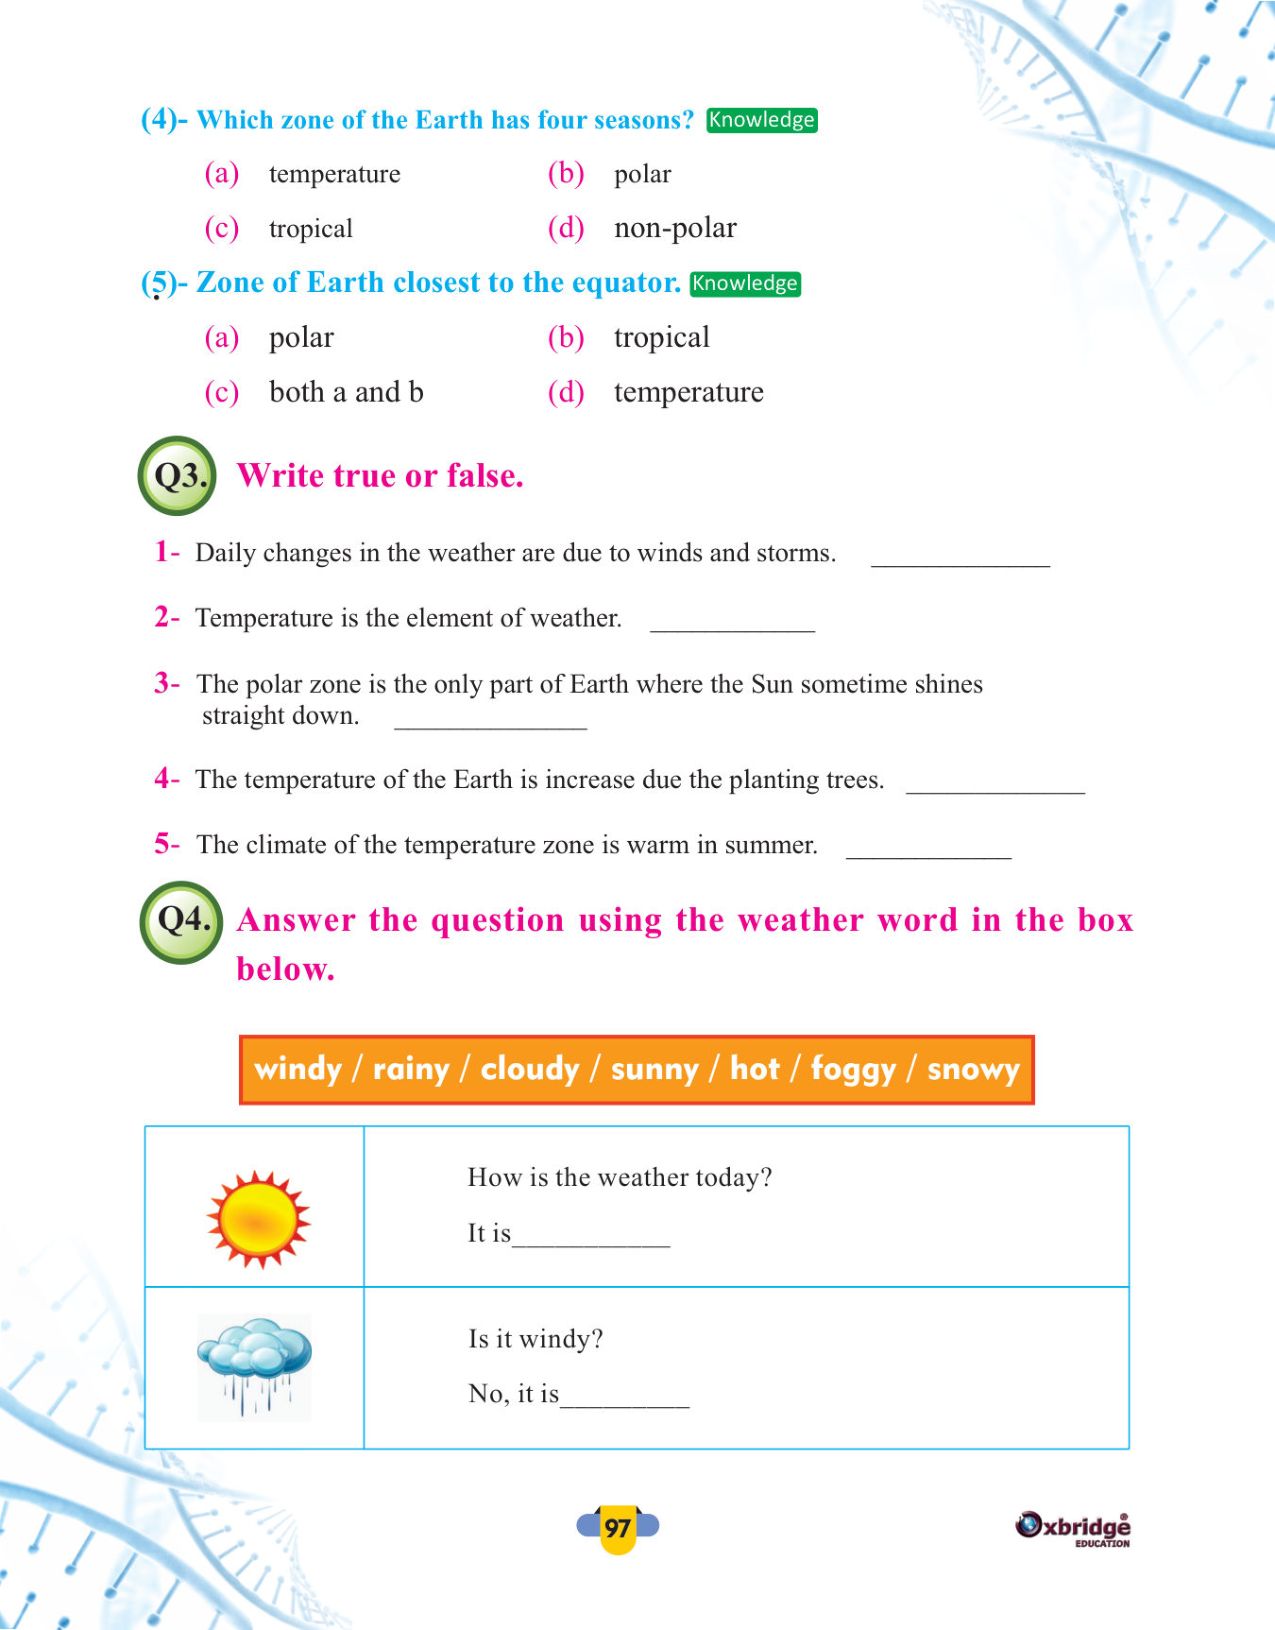 (4)- Which zone of the Earth has four seasons? Knowledge
(a) temperature (b) polar
(c) tropical (d) non-polar
(5)- Zone of Earth closest to the equator. Knowledge
(a) polar (b) tropical
(c) both a and b (d) temperature
Q3. Write true or false.
1- Daily changes in the weather are due to winds and storms. _____________
2- Temperature is the element of weather. ____________
3- The polar zone is the only part of Earth where the Sun sometime shines
straight down. ______________
4- The temperature of the Earth is increase due the planting trees. _____________
5- The climate of the temperature zone is warm in summer. ____________
Q4. Answer the question using the weather word in the box
below.
windy / rainy / cloudy / sunny / hot / foggy / snowy
How is the weather today?
It is___________
Is it windy?
No, it is_________
97
Oxbridge®
EDUCATION